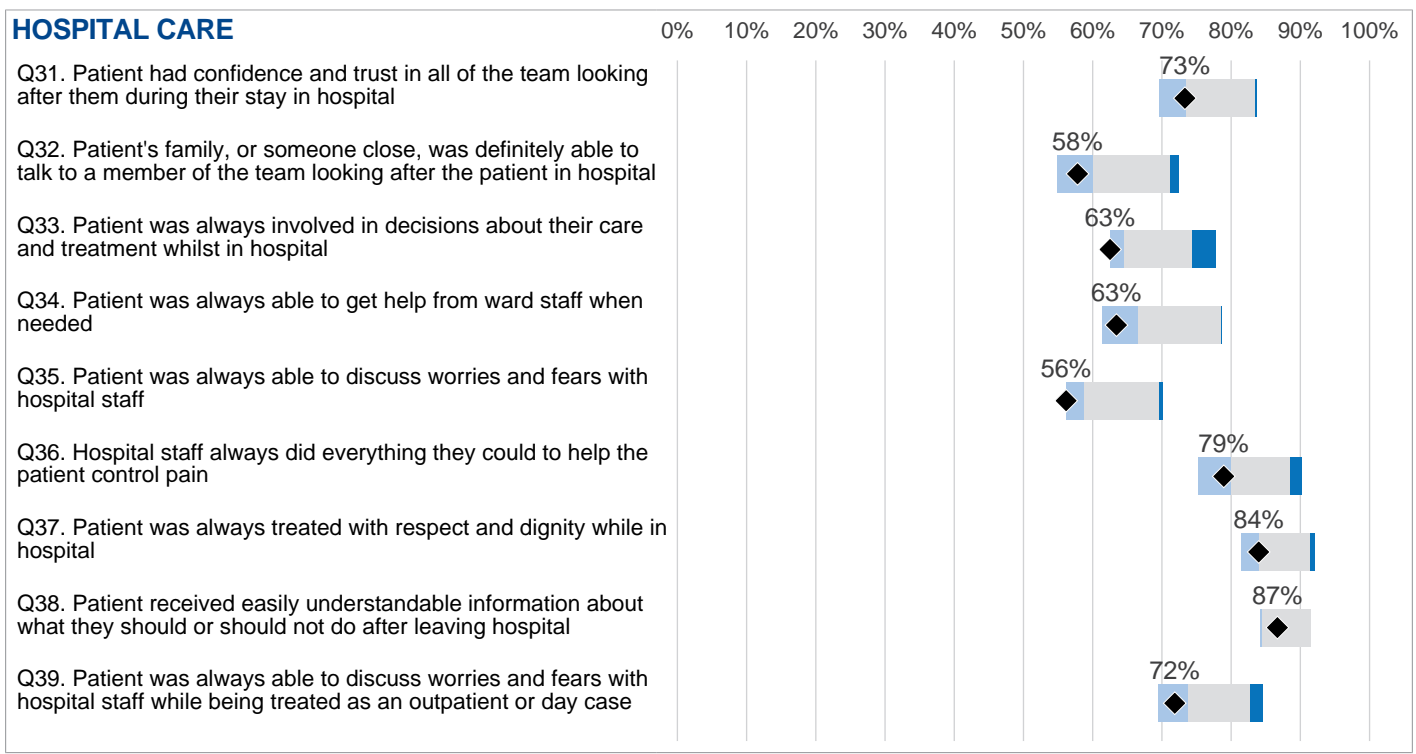 HOSPITAL CARE
0% 10% 20% 30% 40% 50% 60% 70% 80% 90% 100%
Q31. Patient had confidence and trust in all of the team looking
after them during their stay in hospital
73%
Q32. Patient's family, or someone close, was definitely able to
talk to a member of the team looking after the patient in hospital
58%
Q33. Patient was always involved in decisions about their care
and treatment whilst in hospital
63%
Q34. Patient was always able to get help from ward staff when
needed
63%
Q35. Patient was always able to discuss worries and fears with
hospital staff
56%
Q36. Hospital staff always did everything they could to help the
patient control pain
79%
Q37. Patient was always treated with respect and dignity while in
hospital
84%
Q38. Patient received easily understandable information about
what they should or should not do after leaving hospital
87%
Q39. Patient was always able to discuss worries and fears with
hospital staff while being treated as an outpatient or day case
72%